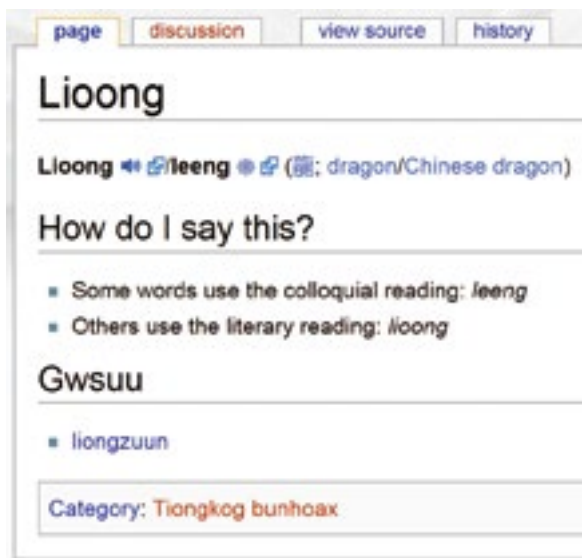 page discussion view source history
Lioong
Lioong /leeng (龍; dragon/Chinese dragon)
How do I say this?
Some words use the colloquial reading: leeng
Others use the literary reading: lioong
Gwsuu
liongzuun
Category: Tiongkog bunhoax